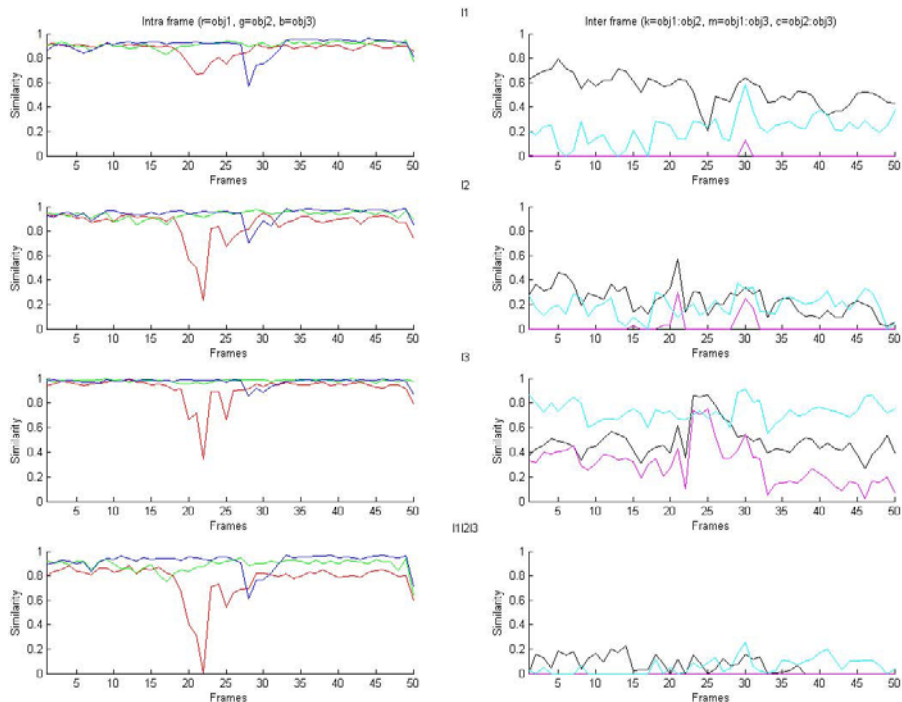 I1
Intra frame (r=obj1, g=obj2, b=obj3)
Inter frame (k=obj1:obj2, m=obj1:obj3, c=obj2:obj3)
Similarity
1
0.8
0.6
0.4
0.2
0
5 10 15 20 25 30 35 40 45 50
Frames
Similarity
1
0.8
0.6
0.4
0.2
0
5 10 15 20 25 30 35 40 45 50
Frames
I2
Similarity
1
0.8
0.6
0.4
0.2
0
5 10 15 20 25 30 35 40 45 50
Frames
Similarity
1
0.8
0.6
0.4
0.2
0
5 10 15 20 25 30 35 40 45 50
Frames
I3
Similarity
1
0.8
0.6
0.4
0.2
0
5 10 15 20 25 30 35 40 45 50
Frames
Similarity
1
0.8
0.6
0.4
0.2
0
5 10 15 20 25 30 35 40 45 50
Frames
I1I2I3
Similarity
1
0.8
0.6
0.4
0.2
0
5 10 15 20 25 30 35 40 45 50
Frames
Similarity
1
0.8
0.6
0.4
0.2
0
5 10 15 20 25 30 35 40 45 50
Frames